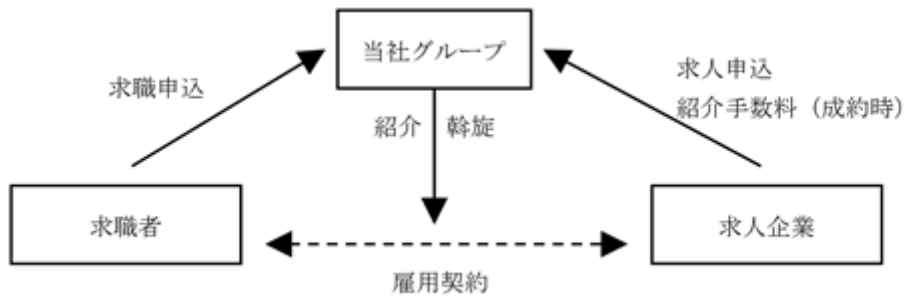 当社グループ
求職申込
求人申込
紹介手数料（成約時）
紹介 斡旋
求職者
求人企業
雇用契約